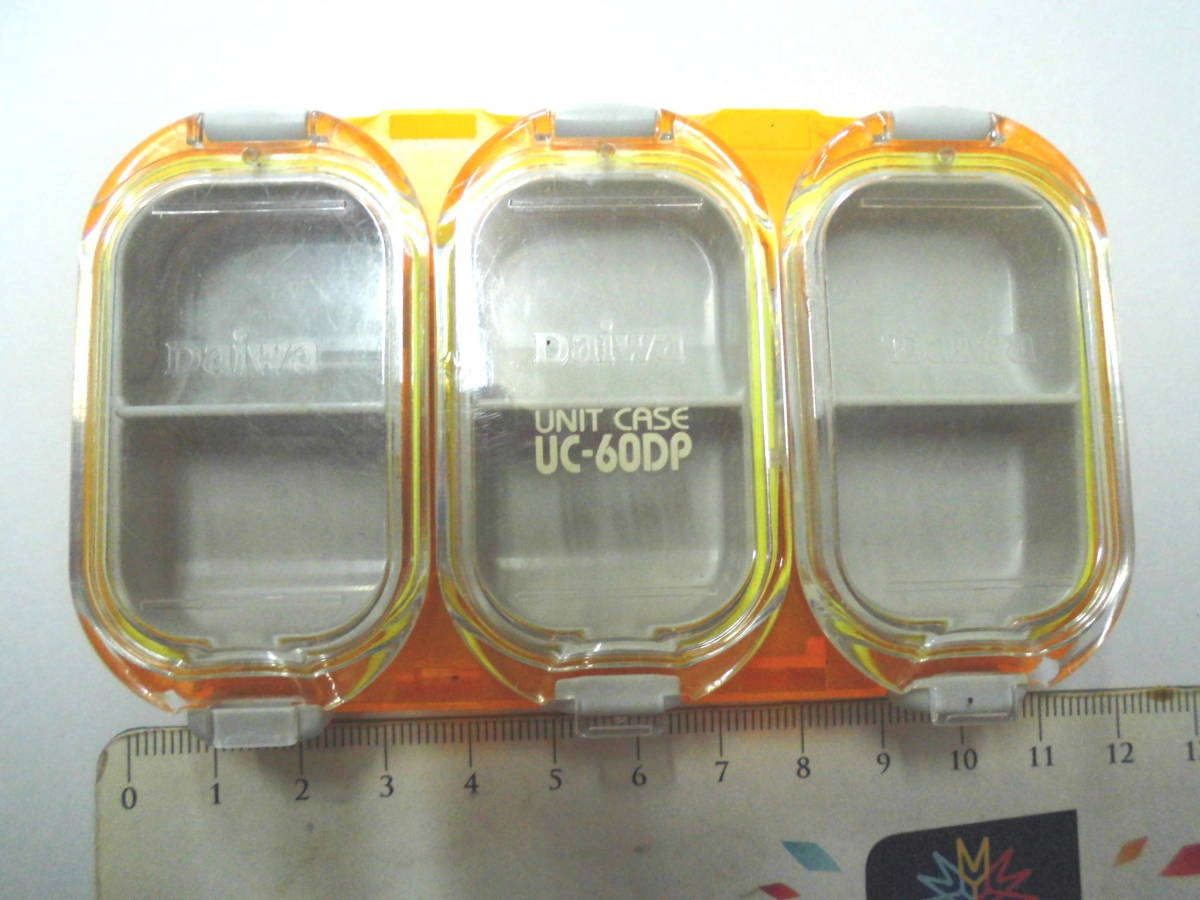 Daiwa
Daiwa
Daiwa
UNIT CASE
UC-60DP
0 1 2 3 4 5 6 7 8 9 10 11 12